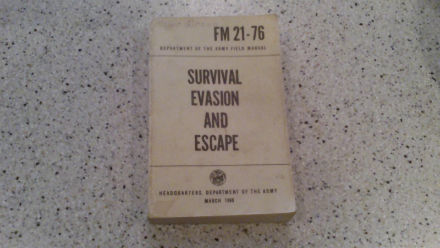 FM 21-76
DEPARTMENT OF THE ARMY FIELD MANUAL
SURVIVAL
EVASION
AND
ESCAPE
HEADQUARTERS, DEPARTMENT OF THE ARMY
MARCH